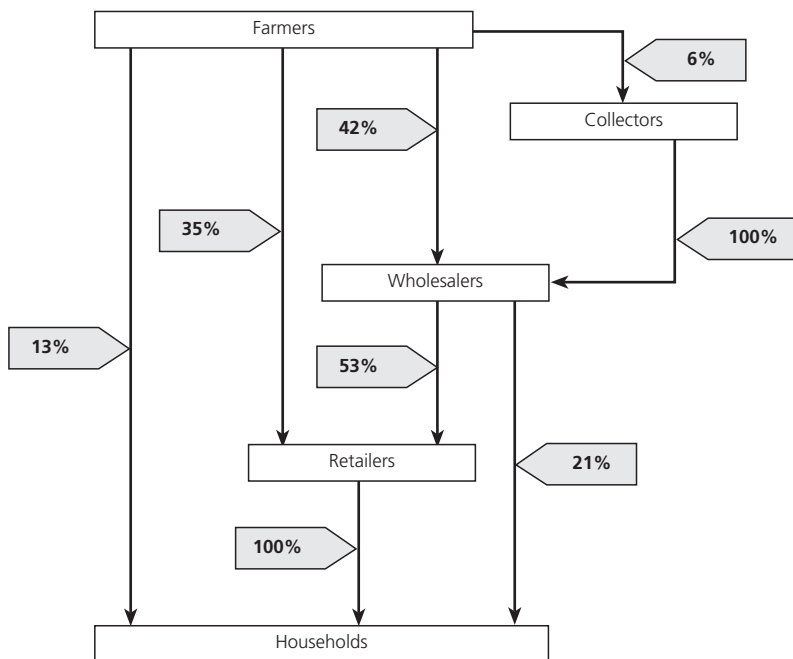 Farmers
6%
Collectors
42%
35%
100%
Wholesalers
13%
53%
Retailers
21%
100%
Households